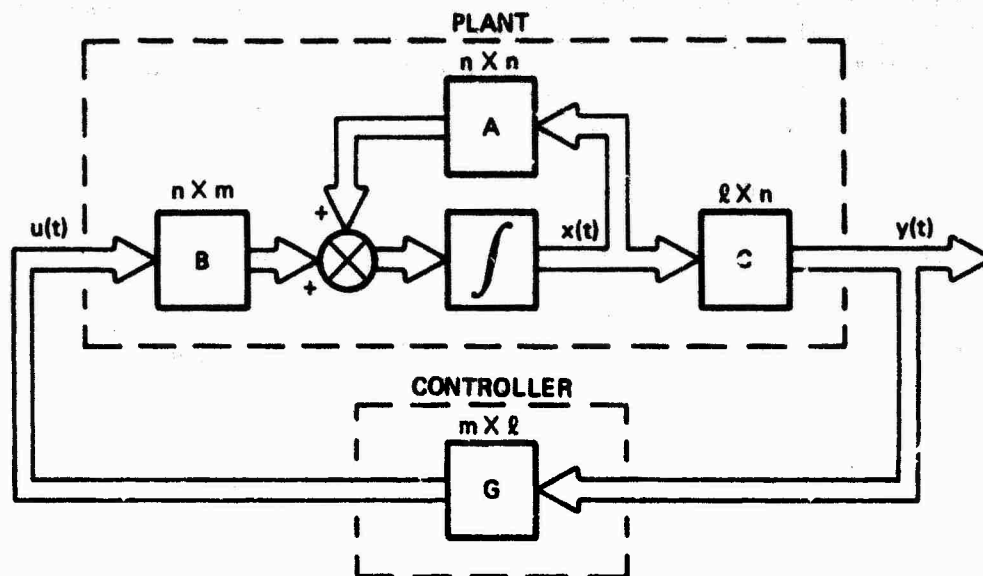 PLANT
n X n
A
n X m
ℓ X n
u(t)
B
+
+
∫
x(t)
C
y(t)
CONTROLLER
m X ℓ
G